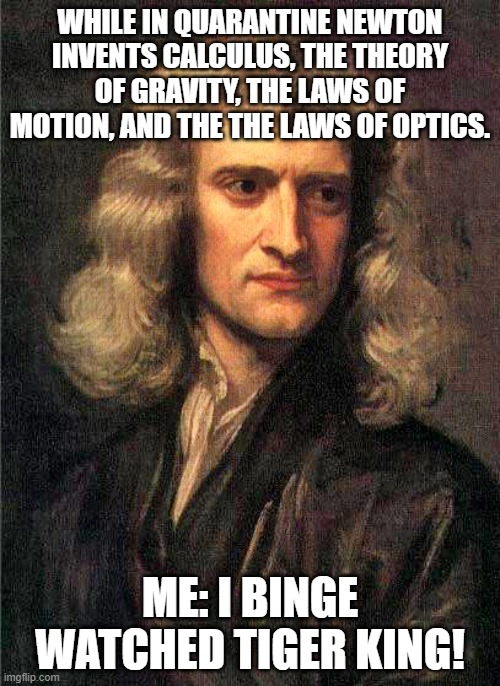 WHILE IN QUARANTINE NEWTON
INVENTS CALCULUS, THE THEORY
OF GRAVITY, THE LAWS OF
MOTION, AND THE THE LAWS OF OPTICS.
ME: I BINGE
WATCHED TIGER KING!
imgflip.com